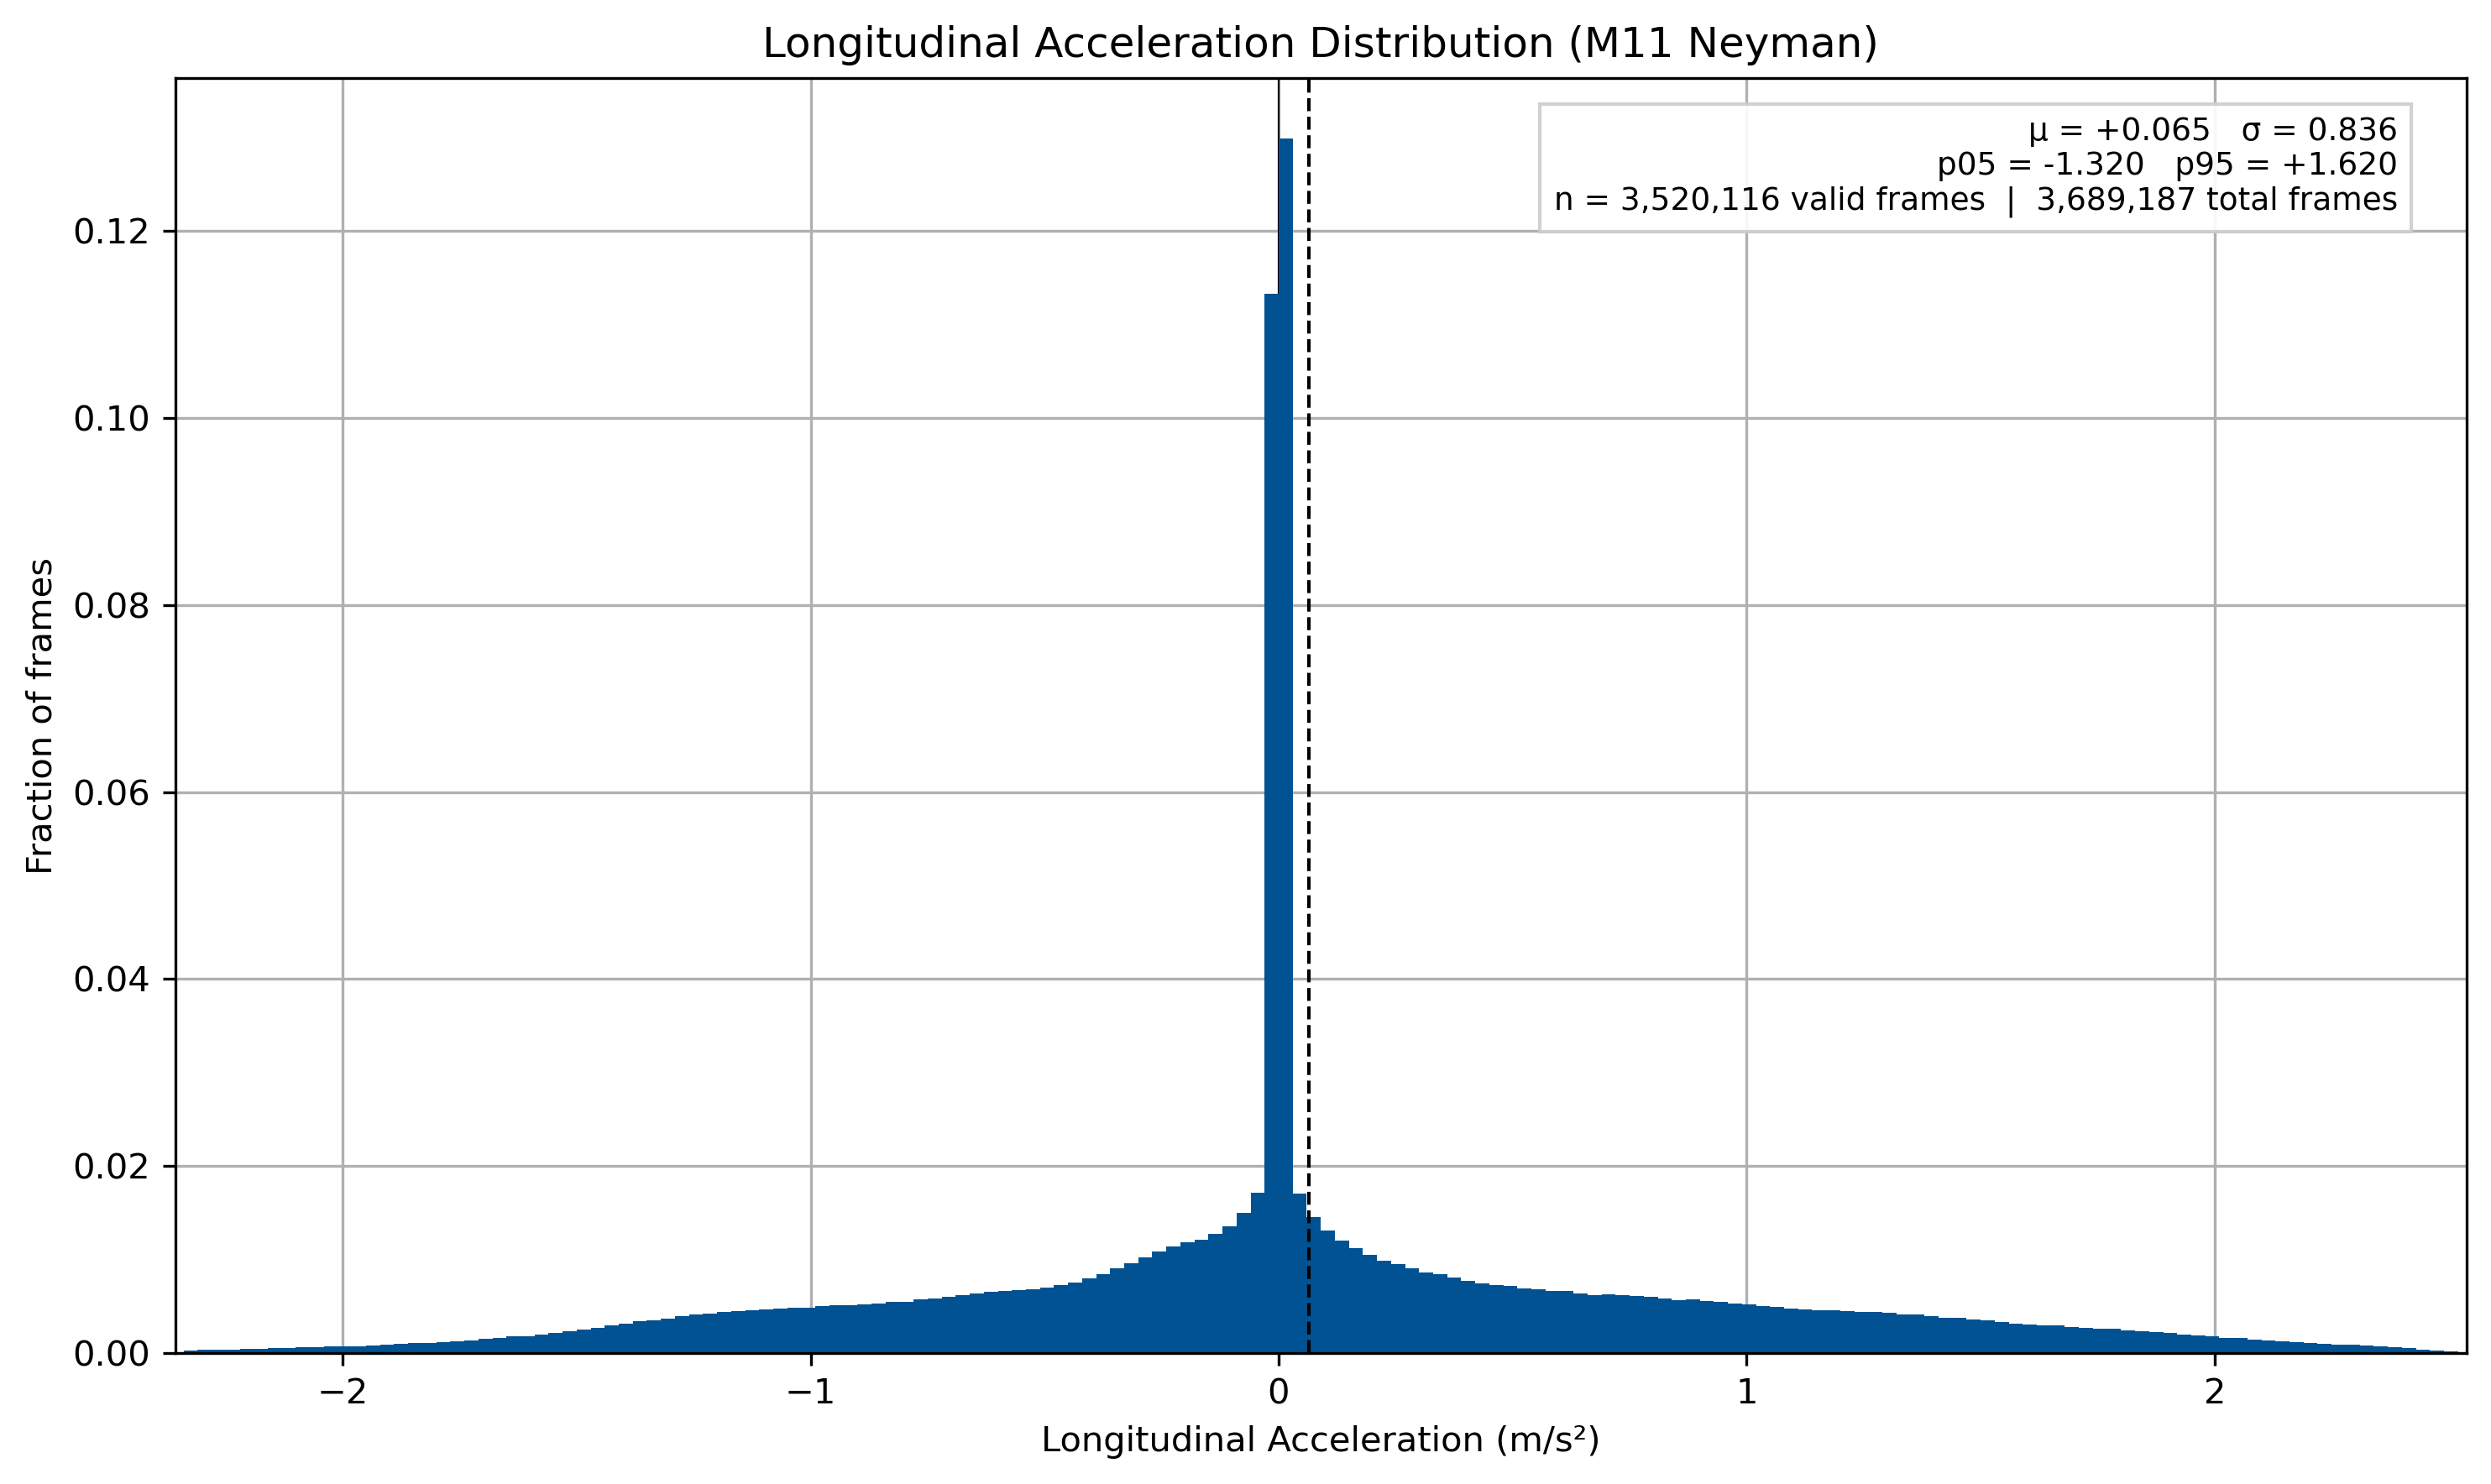 Longitudinal Acceleration Distribution (M11 Neyman)
μ = +0.065   σ = 0.836
p05 = -1.320   p95 = +1.620
n = 3,520,116 valid frames  |  3,689,187 total frames
0.12
0.10
0.08
0.06
0.04
0.02
0.00
Fraction of frames
−2 −1 0 1 2
Longitudinal Acceleration (m/s²)